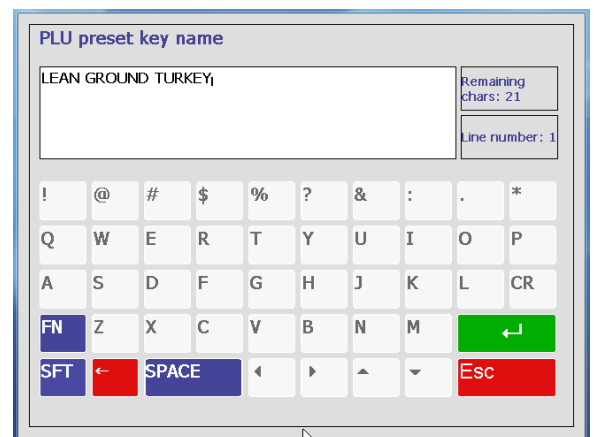 PLU preset key name
LEAN GROUND TURKEY
Remaining
chars: 21
Line number: 1
! @ # $ % ? & : . *
Q W E R T Y U I O P
A S D F G H J K L CR
FN Z X C V B N M
SFT ← SPACE Esc